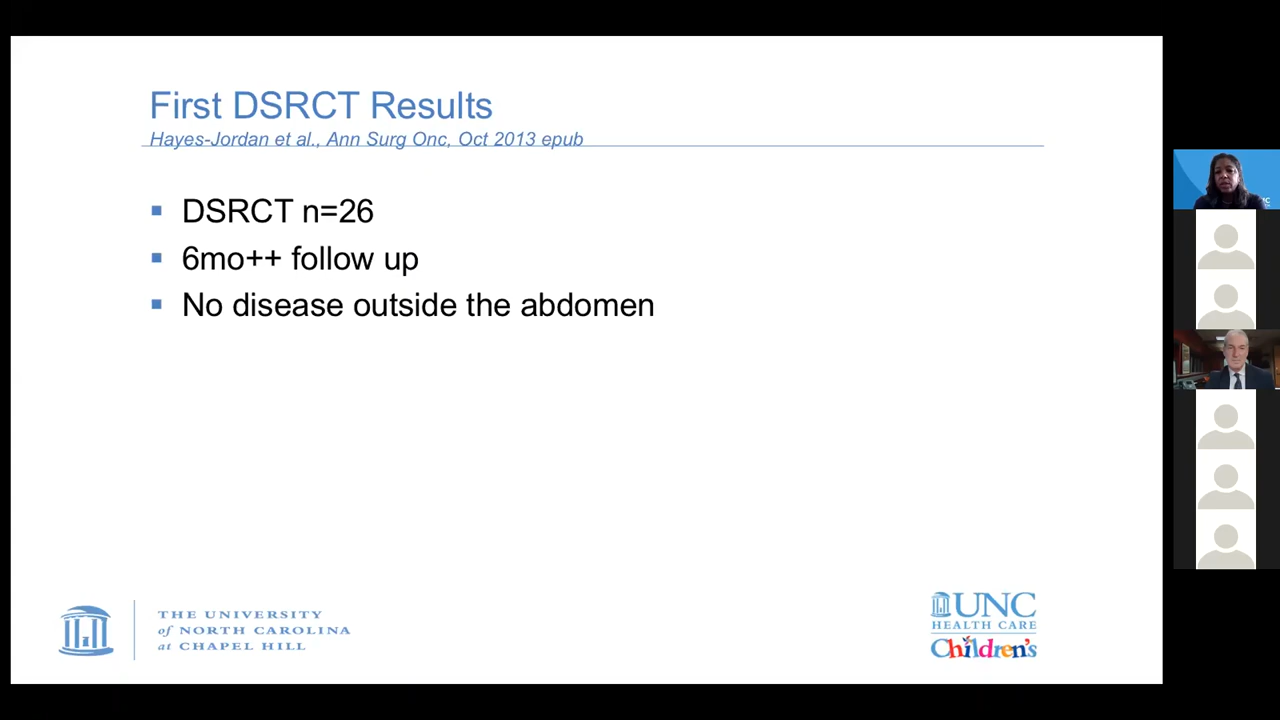 First DSRCT Results
Hayes-Jordan et al., Ann Surg Onc, Oct 2013 epub
▪ DSRCT n=26
▪ 6mo++ follow up
▪ No disease outside the abdomen
THE UNIVERSITY
of NORTH CAROLINA
at CHAPEL HILL
UNC
HEALTH CARE
Children's
NC